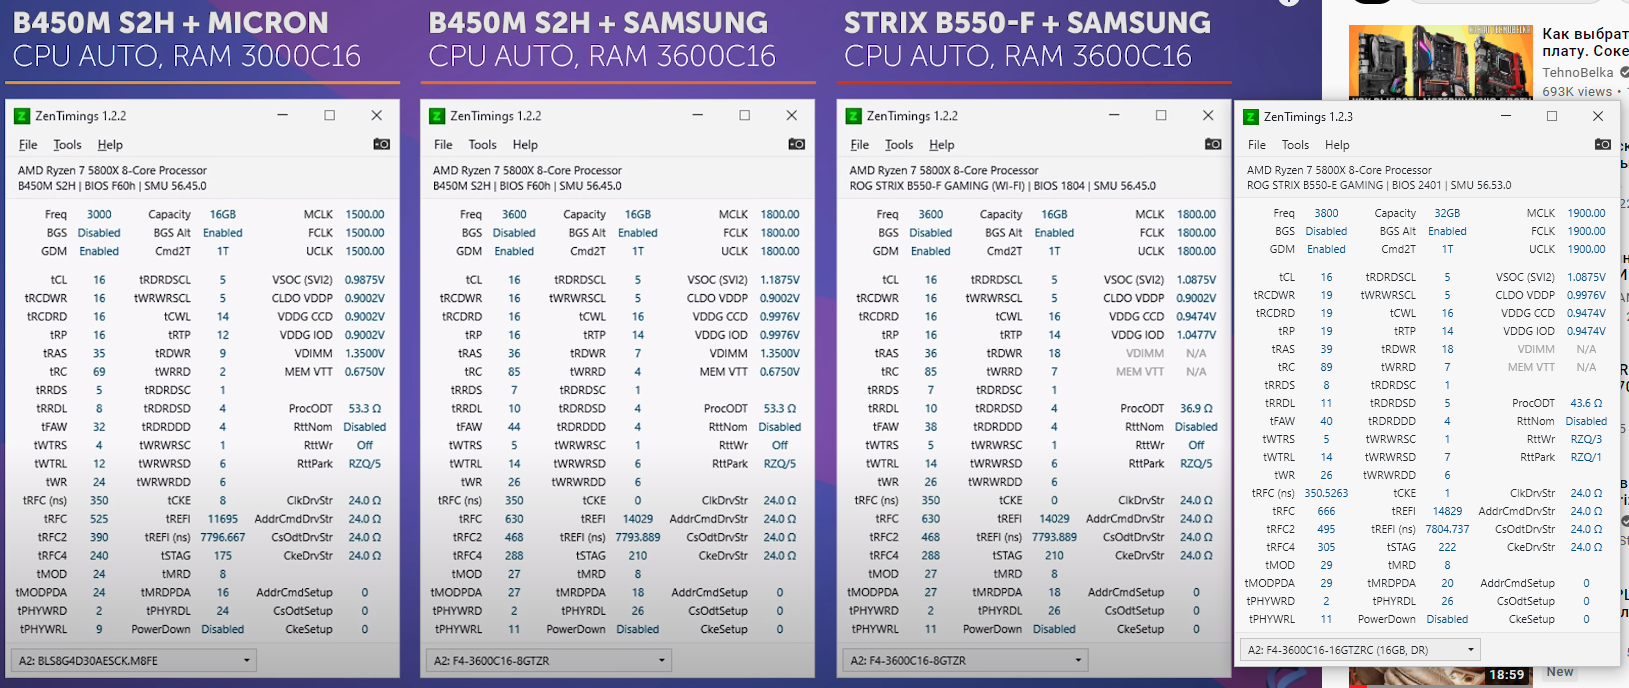 B450M S2H + MICRON
CPU AUTO, RAM 3000C16
ZenTimings 1.2.2
File Tools Help
AMD Ryzen 7 5800X 8-Core Processor
B450M S2H | BIOS F60h | SMU 56.45.0
Freq 3000 Capacity 16GB MCLK 1500.00
BGS Disabled BGS Alt Enabled FCLK 1500.00
GDM Enabled Cmd2T 1T UCLK 1500.00
tCL 16 tRDRDSCL 5 VSOC (SVI2) 0.9875V
tRCDWR 16 tWRWRSCL 5 CLDO VDDP 0.9002V
tRCDRD 16 tCWL 14 VDDG CCD 0.9002V
tRP 16 tRTP 12 VDDG IOD 0.9002V
tRAS 35 tRDWR 9 VDIMM 1.3500V
tRC 69 tWRRD 2 MEM VTT 0.6750V
tRRDS 5 tRDRDSC 1
tRRDL 8 tRDRDSD 4 ProcODT 53.3 Ω
tFAW 32 tRDRDDD 4 RttNom Disabled
tWTRS 4 tWRWRSC 1 RttWr Off
tWTRL 12 tWRWRSD 6 RttPark RZQ/5
tWR 24 tWRWRDD 6
tRFC (ns) 350 tCKE 8 ClkDrvStr 24.0 Ω
tRFC 525 tREFI 11695 AddrCmdDrvStr 24.0 Ω
tRFC2 390 tREFI (ns) 7796.667 CsOdtDrvStr 24.0 Ω
tRFC4 240 tSTAG 175 CkeDrvStr 24.0 Ω
tMOD 24 tMRD 8
tMODPDA 24 tMRDPDA 16 AddrCmdSetup 0
tPHYWRD 2 tPHYRDL 24 CsOdtSetup 0
tPHYWRL 9 PowerDown Disabled CkeSetup 0
A2: BLS8G4D30AESCK.M8FE
B450M S2H + SAMSUNG
CPU AUTO, RAM 3600C16
ZenTimings 1.2.2
File Tools Help
AMD Ryzen 7 5800X 8-Core Processor
B450M S2H | BIOS F60h | SMU 56.45.0
Freq 3600 Capacity 16GB MCLK 1800.00
BGS Disabled BGS Alt Enabled FCLK 1800.00
GDM Enabled Cmd2T 1T UCLK 1800.00
tCL 16 tRDRDSCL 5 VSOC (SVI2) 1.1875V
tRCDWR 16 tWRWRSCL 5 CLDO VDDP 0.9002V
tRCDRD 16 tCWL 16 VDDG CCD 0.9976V
tRP 16 tRTP 14 VDDG IOD 0.9976V
tRAS 36 tRDWR 7 VDIMM 1.3500V
tRC 85 tWRRD 4 MEM VTT 0.6750V
tRRDS 7 tRDRDSC 1
tRRDL 10 tRDRDSD 4 ProcODT 53.3 Ω
tFAW 44 tRDRDDD 4 RttNom Disabled
tWTRS 5 tWRWRSC 1 RttWr Off
tWTRL 14 tWRWRSD 6 RttPark RZQ/5
tWR 26 tWRWRDD 6
tRFC (ns) 350 tCKE 0 ClkDrvStr 24.0 Ω
tRFC 630 tREFI 14029 AddrCmdDrvStr 24.0 Ω
tRFC2 468 tREFI (ns) 7793.889 CsOdtDrvStr 24.0 Ω
tRFC4 288 tSTAG 210 CkeDrvStr 24.0 Ω
tMOD 27 tMRD 8
tMODPDA 27 tMRDPDA 18 AddrCmdSetup 0
tPHYWRD 2 tPHYRDL 26 CsOdtSetup 0
tPHYWRL 11 PowerDown Disabled CkeSetup 0
A2: F4-3600C16-8GTZR
STRIX B550-F + SAMSUNG
CPU AUTO, RAM 3600C16
ZenTimings 1.2.2
File Tools Help
AMD Ryzen 7 5800X 8-Core Processor
ROG STRIX B550-F GAMING (WI-FI) | BIOS 1804 | SMU 56.45.0
Freq 3600 Capacity 16GB MCLK 1800.00
BGS Disabled BGS Alt Enabled FCLK 1800.00
GDM Enabled Cmd2T 1T UCLK 1800.00
tCL 16 tRDRDSCL 5 VSOC (SVI2) 1.0875V
tRCDWR 16 tWRWRSCL 5 CLDO VDDP 0.9002V
tRCDRD 16 tCWL 16 VDDG CCD 0.9474V
tRP 16 tRTP 14 VDDG IOD 1.0477V
tRAS 36 tRDWR 18 VDIMM N/A
tRC 85 tWRRD 7 MEM VTT N/A
tRRDS 7 tRDRDSC 1
tRRDL 10 tRDRDSD 4 ProcODT 36.9 Ω
tFAW 38 tRDRDDD 4 RttNom Disabled
tWTRS 5 tWRWRSC 1 RttWr Off
tWTRL 14 tWRWRSD 6 RttPark RZQ/5
tWR 26 tWRWRDD 6
tRFC (ns) 350 tCKE 0 ClkDrvStr 24.0 Ω
tRFC 630 tREFI 14029 AddrCmdDrvStr 24.0 Ω
tRFC2 468 tREFI (ns) 7793.889 CsOdtDrvStr 24.0 Ω
tRFC4 288 tSTAG 210 CkeDrvStr 24.0 Ω
tMOD 27 tMRD 8
tMODPDA 27 tMRDPDA 18 AddrCmdSetup 0
tPHYWRD 2 tPHYRDL 26 CsOdtSetup 0
tPHYWRL 11 PowerDown Disabled CkeSetup 0
A2: F4-3600C16-8GTZR
ZenTimings 1.2.3
File Tools Help
AMD Ryzen 7 5800X 8-Core Processor
ROG STRIX B550-E GAMING | BIOS 2401 | SMU 56.53.0
Freq 3800 Capacity 32GB MCLK 1900.00
BGS Disabled BGS Alt Enabled FCLK 1900.00
GDM Enabled Cmd2T 1T UCLK 1900.00
tCL 16 tRDRDSCL 5 VSOC (SVI2) 1.0875V
tRCDWR 19 tWRWRSCL 5 CLDO VDDP 0.9976V
tRCDRD 19 tCWL 16 VDDG CCD 0.9474V
tRP 19 tRTP 14 VDDG IOD 0.9474V
tRAS 39 tRDWR 18 VDIMM N/A
tRC 89 tWRRD 7 MEM VTT N/A
tRRDS 8 tRDRDSC 1
tRRDL 11 tRDRDSD 5 ProcODT 43.6 Ω
tFAW 40 tRDRDDD 4 RttNom Disabled
tWTRS 5 tWRWRSC 1 RttWr RZQ/3
tWTRL 14 tWRWRSD 7 RttPark RZQ/1
tWR 26 tWRWRDD 6
tRFC (ns) 350.5263 tCKE 1 ClkDrvStr 24.0 Ω
tRFC 666 tREFI 14829 AddrCmdDrvStr 24.0 Ω
tRFC2 495 tREFI (ns) 7804.737 CsOdtDrvStr 24.0 Ω
tRFC4 305 tSTAG 222 CkeDrvStr 24.0 Ω
tMOD 29 tMRD 8
tMODPDA 29 tMRDPDA 20 AddrCmdSetup 0
tPHYWRD 2 tPHYRDL 26 CsOdtSetup 0
tPHYWRL 11 PowerDown Disabled CkeSetup 0
A2: F4-3600C16-16GTZRC (16GB, DR)
Как выбрат
плату. Соке
TehnoBelka
693K views •
18:59
New